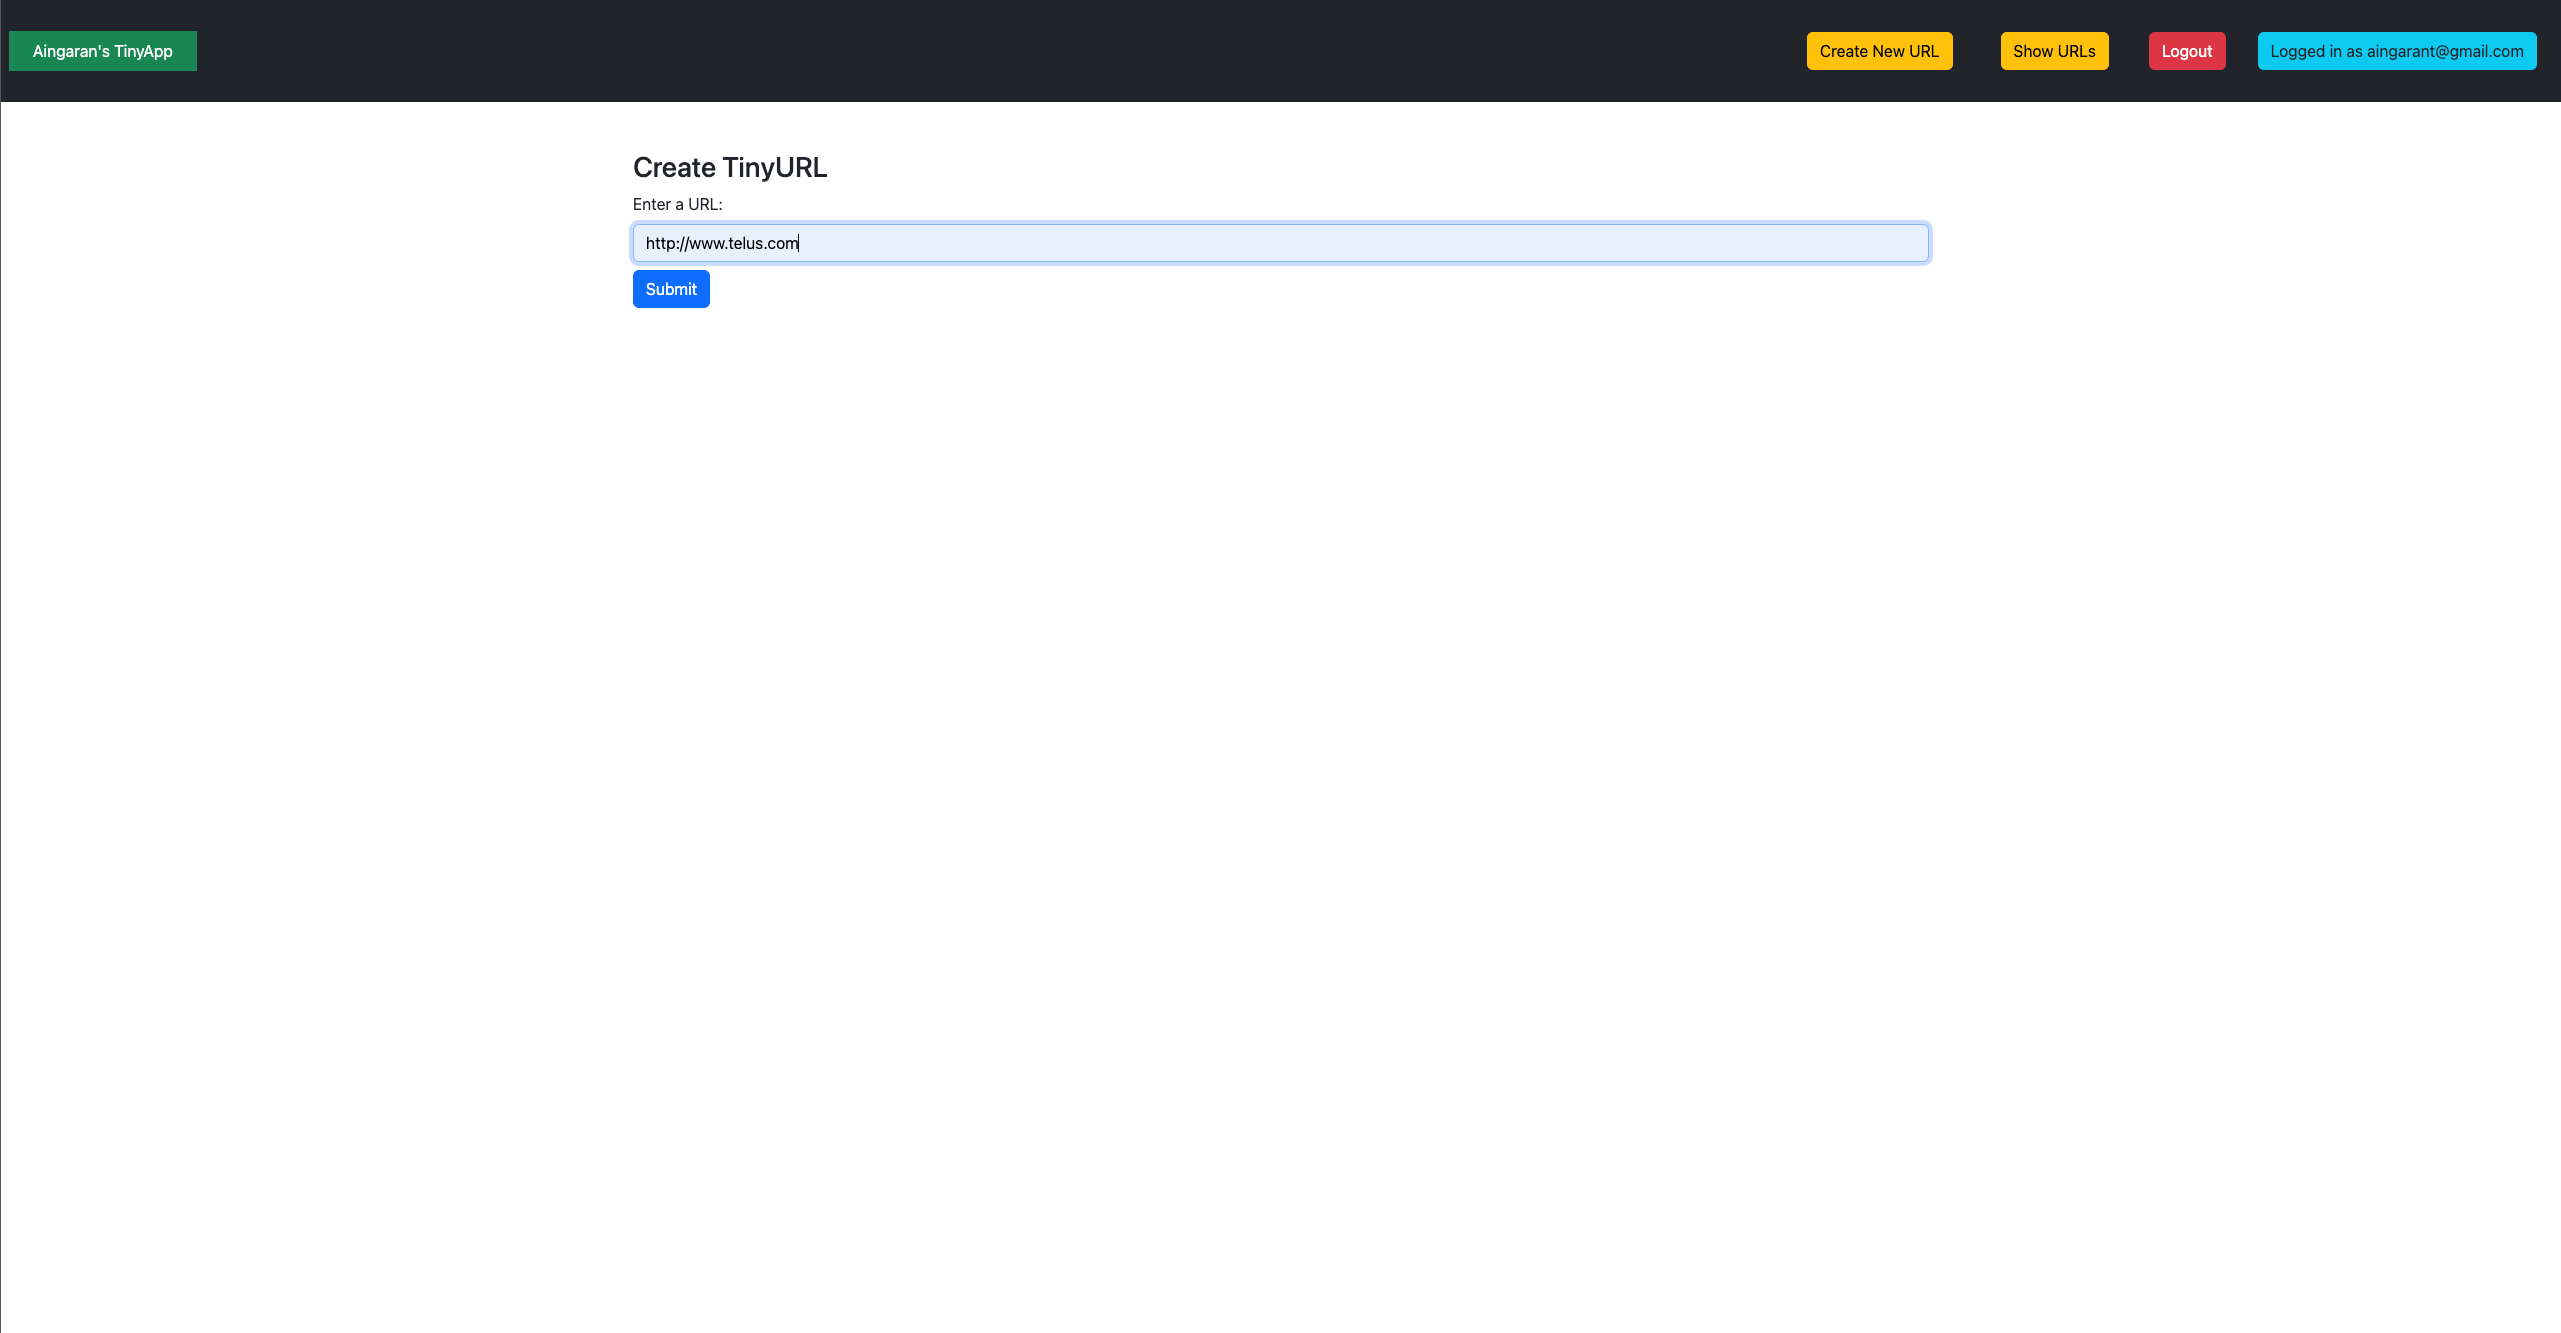 Aingaran's TinyApp
Create New URL
Show URLs
Logout
Logged in as aingarant@gmail.com
Create TinyURL
Enter a URL:
http://www.telus.com
Submit